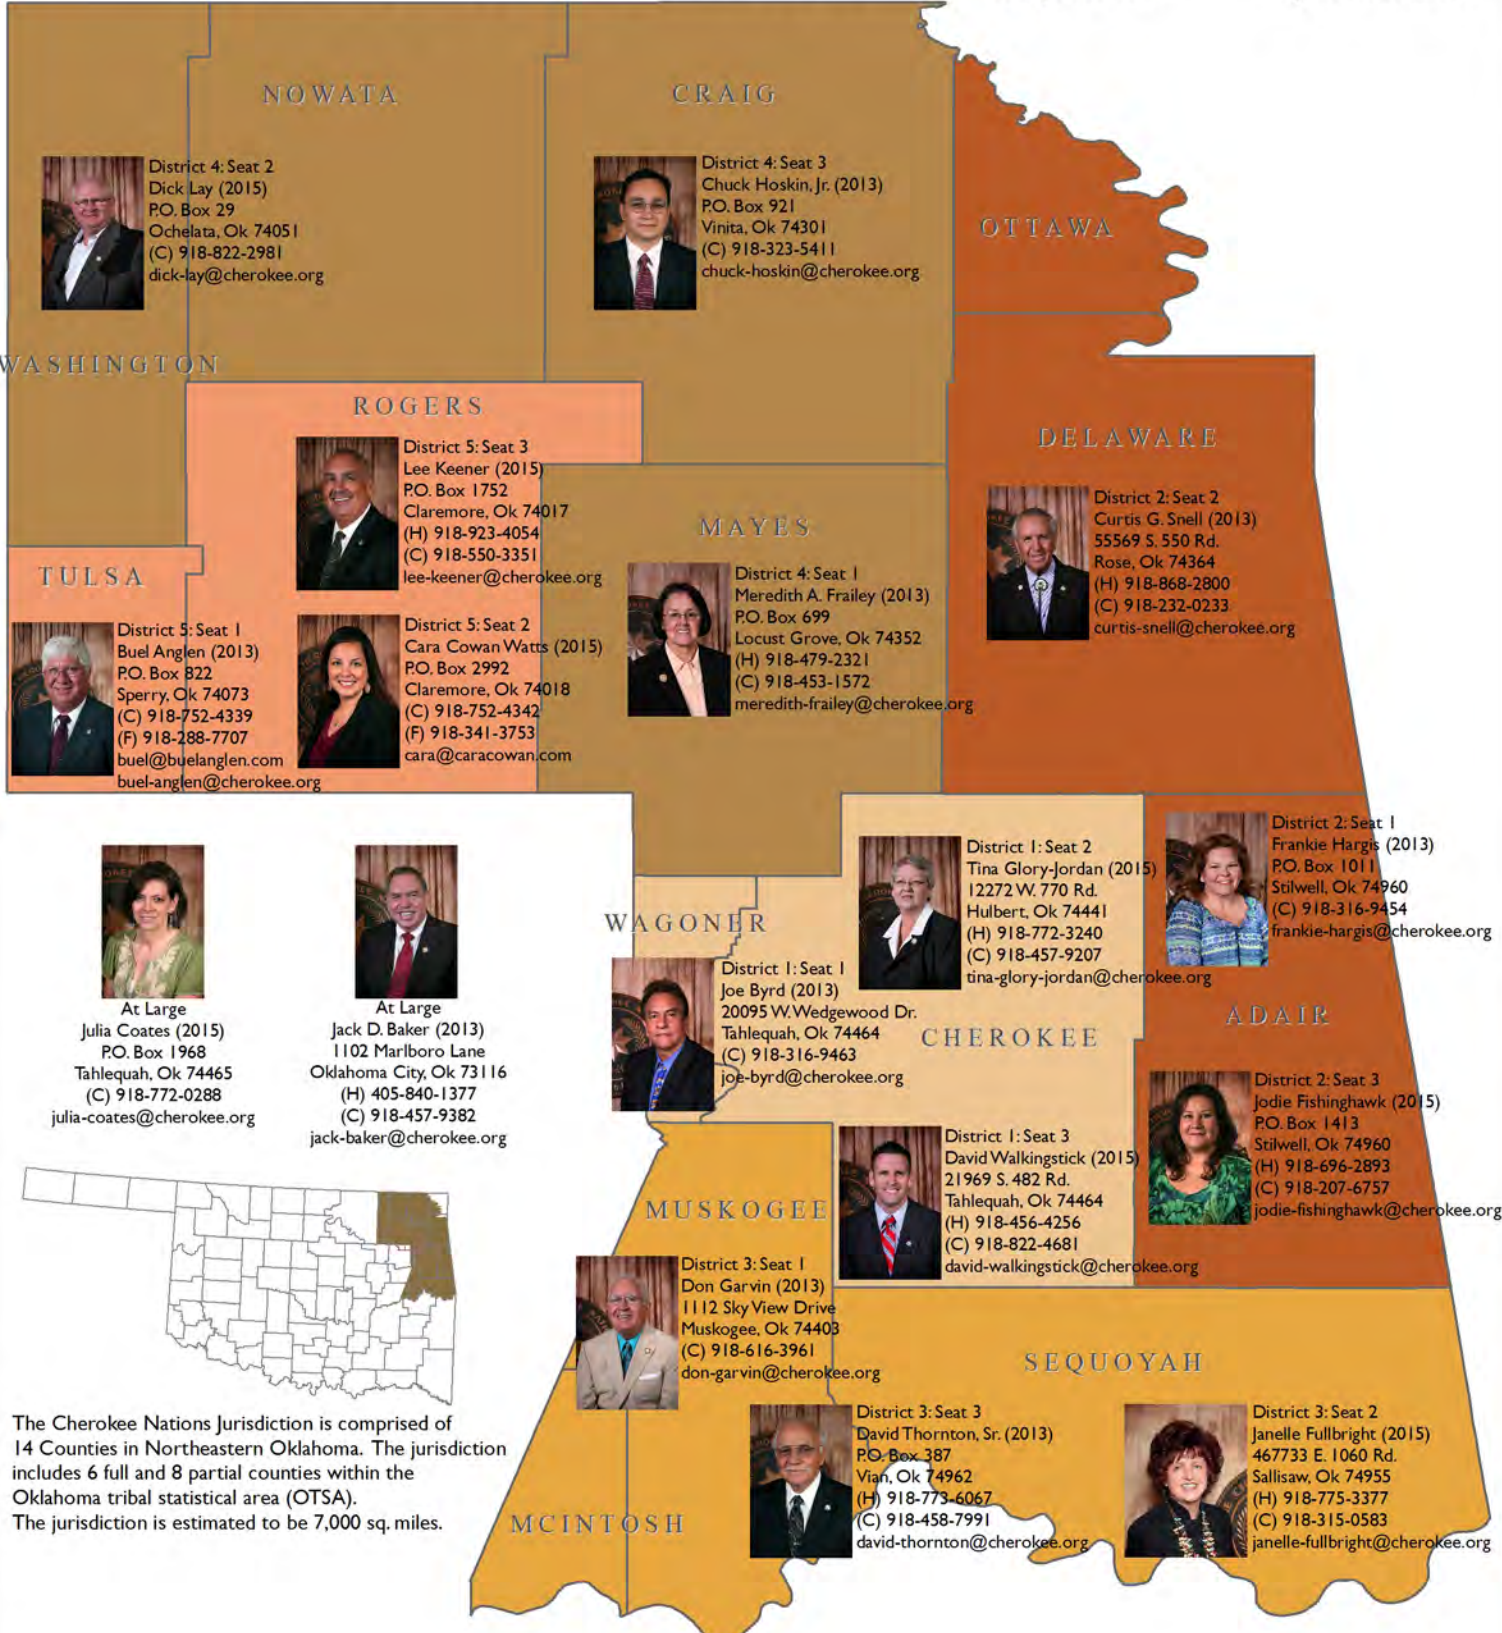 NOWATA
CRAIG
District 4: Seat 2
Dick Lay (2015)
P.O. Box 29
Ochelata, Ok 74051
(C) 918-822-2981
dick-lay@cherokee.org
District 4: Seat 3
Chuck Hoskin, Jr. (2013)
P.O. Box 921
Vinita, Ok 74301
(C) 918-323-5411
chuck-hoskin@cherokee.org
OTTAWA
WASHINGTON
ROGERS
District 5: Seat 3
Lee Keener (2015)
P.O. Box 1752
Claremore, Ok 74017
(H) 918-923-4054
(C) 918-550-3351
lee-keener@cherokee.org
DELAWARE
District 2: Seat 2
Curtis G. Snell (2013)
55569 S. 550 Rd.
Rose, Ok 74364
(H) 918-868-2800
(C) 918-232-0233
curtis-snell@cherokee.org
MAYES
District 4: Seat 1
Meredith A. Frailey (2013)
P.O. Box 699
Locust Grove, Ok 74352
(H) 918-479-2321
(C) 918-453-1572
meredith-frailey@cherokee.org
TULSA
District 5: Seat 1
Buel Anglen (2013)
P.O. Box 822
Sperry, Ok 74073
(C) 918-752-4339
(F) 918-288-7707
buel@buelanglen.com
buel-anglen@cherokee.org
District 5: Seat 2
Cara Cowan Watts (2015)
P.O. Box 2992
Claremore, Ok 74018
(C) 918-752-4342
(F) 918-341-3753
cara@caracowan.com
District 2: Seat 1
Frankie Hargis (2013)
P.O. Box 1011
Stilwell, Ok 74960
(C) 918-316-9454
frankie-hargis@cherokee.org
District 1: Seat 2
Tina Glory-Jordan (2015)
12272 W. 770 Rd.
Hulbert, Ok 74441
(H) 918-772-3240
(C) 918-457-9207
tina-glory-jordan@cherokee.org
WAGONER
District 1: Seat 1
Joe Byrd (2013)
20095 W. Wedgewood Dr.
Tahlequah, Ok 74464
(C) 918-316-9463
joe-byrd@cherokee.org
CHEROKEE
ADAIR
At Large
Julia Coates (2015)
P.O. Box 1968
Tahlequah, Ok 74465
(C) 918-772-0288
julia-coates@cherokee.org
At Large
Jack D. Baker (2013)
1102 Marlboro Lane
Oklahoma City, Ok 73116
(H) 405-840-1377
(C) 918-457-9382
jack-baker@cherokee.org
District 2: Seat 3
Jodie Fishinghawk (2015)
P.O. Box 1413
Stilwell, Ok 74960
(H) 918-696-2893
(C) 918-207-6757
jodie-fishinghawk@cherokee.org
District 1: Seat 3
David Walkingstick (2015)
21969 S. 482 Rd.
Tahlequah, Ok 74464
(H) 918-456-4256
(C) 918-822-4681
david-walkingstick@cherokee.org
MUSKOGEE
District 3: Seat 1
Don Garvin (2013)
1112 Sky View Drive
Muskogee, Ok 74403
(C) 918-616-3961
don-garvin@cherokee.org
SEQUOYAH
District 3: Seat 3
David Thornton, Sr. (2013)
P.O. Box 387
Vian, Ok 74962
(H) 918-773-6067
(C) 918-458-7991
david-thornton@cherokee.org
District 3: Seat 2
Janelle Fullbright (2015)
467733 E. 1060 Rd.
Sallisaw, Ok 74955
(H) 918-775-3377
(C) 918-315-0583
janelle-fullbright@cherokee.org
The Cherokee Nations Jurisdiction is comprised of
14 Counties in Northeastern Oklahoma. The jurisdiction
includes 6 full and 8 partial counties within the
Oklahoma tribal statistical area (OTSA).
The jurisdiction is estimated to be 7,000 sq. miles.
MCINTOSH